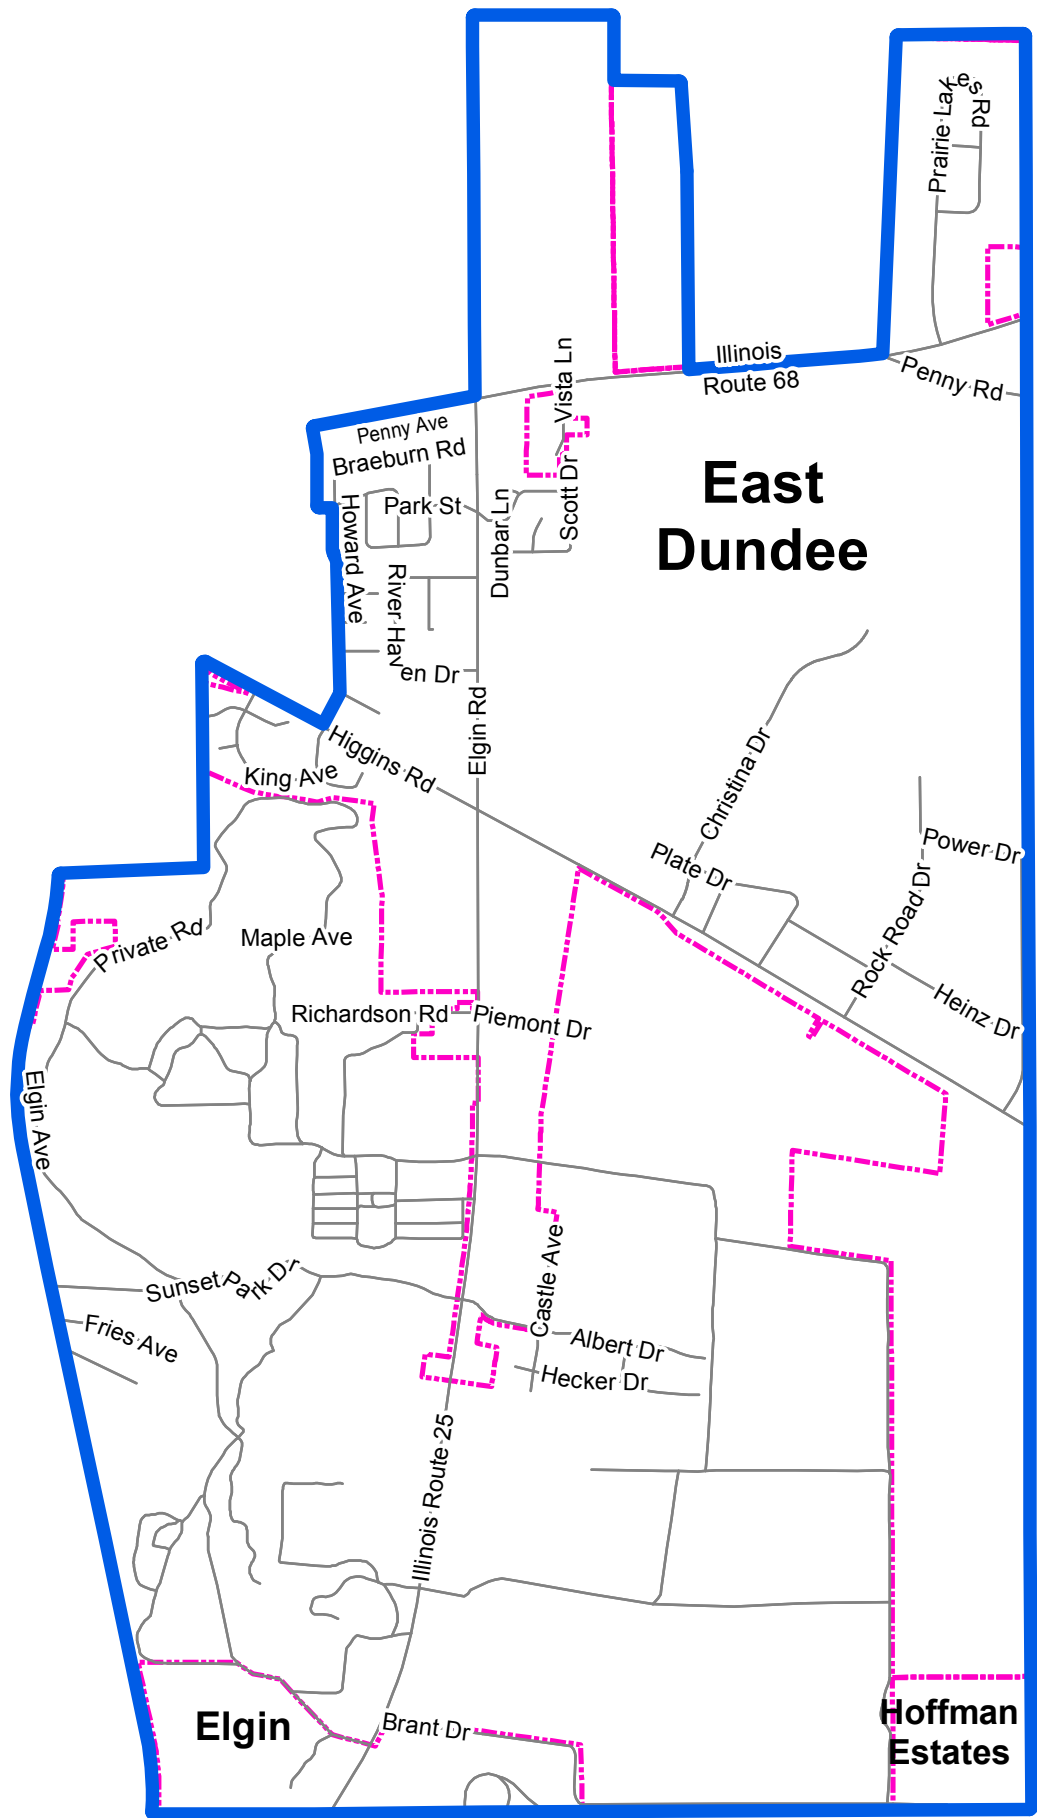 Prairie Lakes Rd
Illinois
Route 68
Penny Rd
Vista Ln
Penny Ave
Braeburn Rd
East
Dundee
Park St
Howard Ave
Dunbar Ln
Scott Dr
River Haven Dr
Elgin Rd
Higgins Rd
King Ave
Christina Dr
Plate Dr
Power Dr
Rock Road Dr
Private Rd
Maple Ave
Heinz Dr
Richardson Rd
Piemont Dr
Elgin Ave
Sunset Park Dr
Castle Ave
Fries Ave
Albert Dr
Hecker Dr
Illinois Route 25
Elgin
Brant Dr
Hoffman
Estates